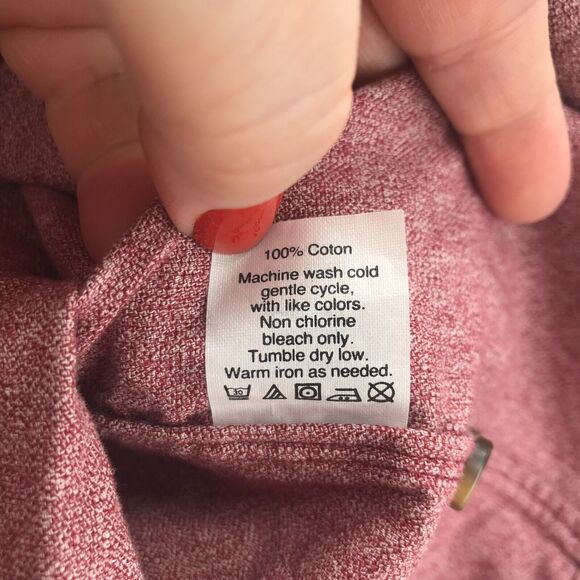 100% Coton
Machine wash cold
gentle cycle,
with like colors.
Non chlorine
bleach only.
Tumble dry low.
Warm iron as needed.
30